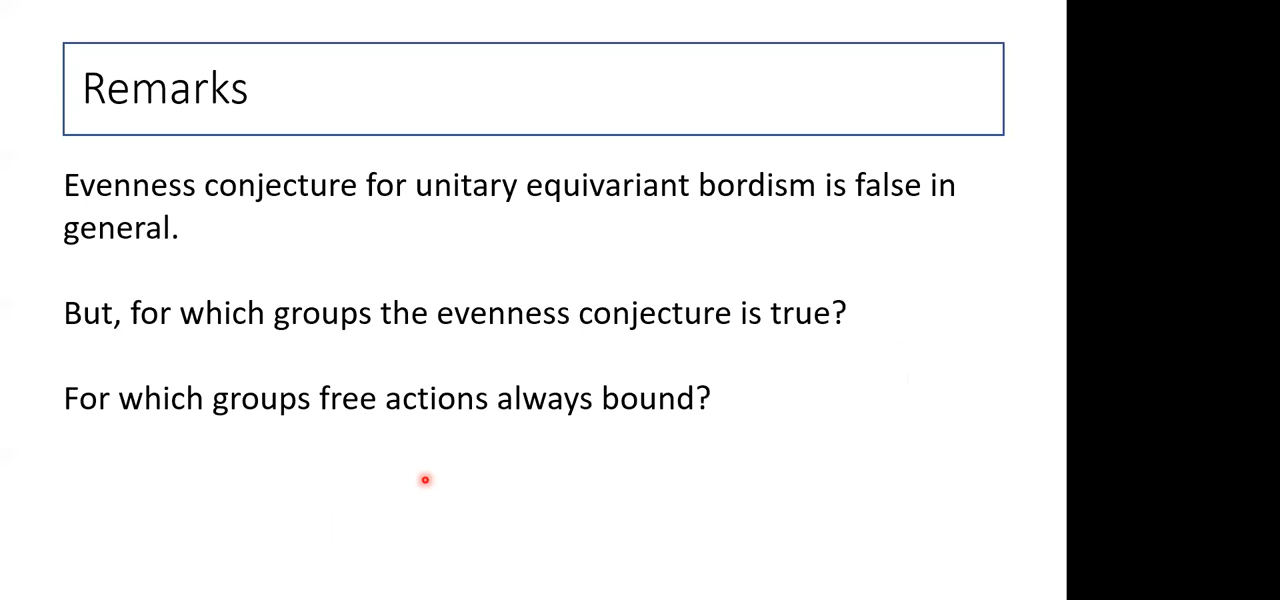 Remarks
Evenness conjecture for unitary equivariant bordism is false in
general.
But, for which groups the evenness conjecture is true?
For which groups free actions always bound?